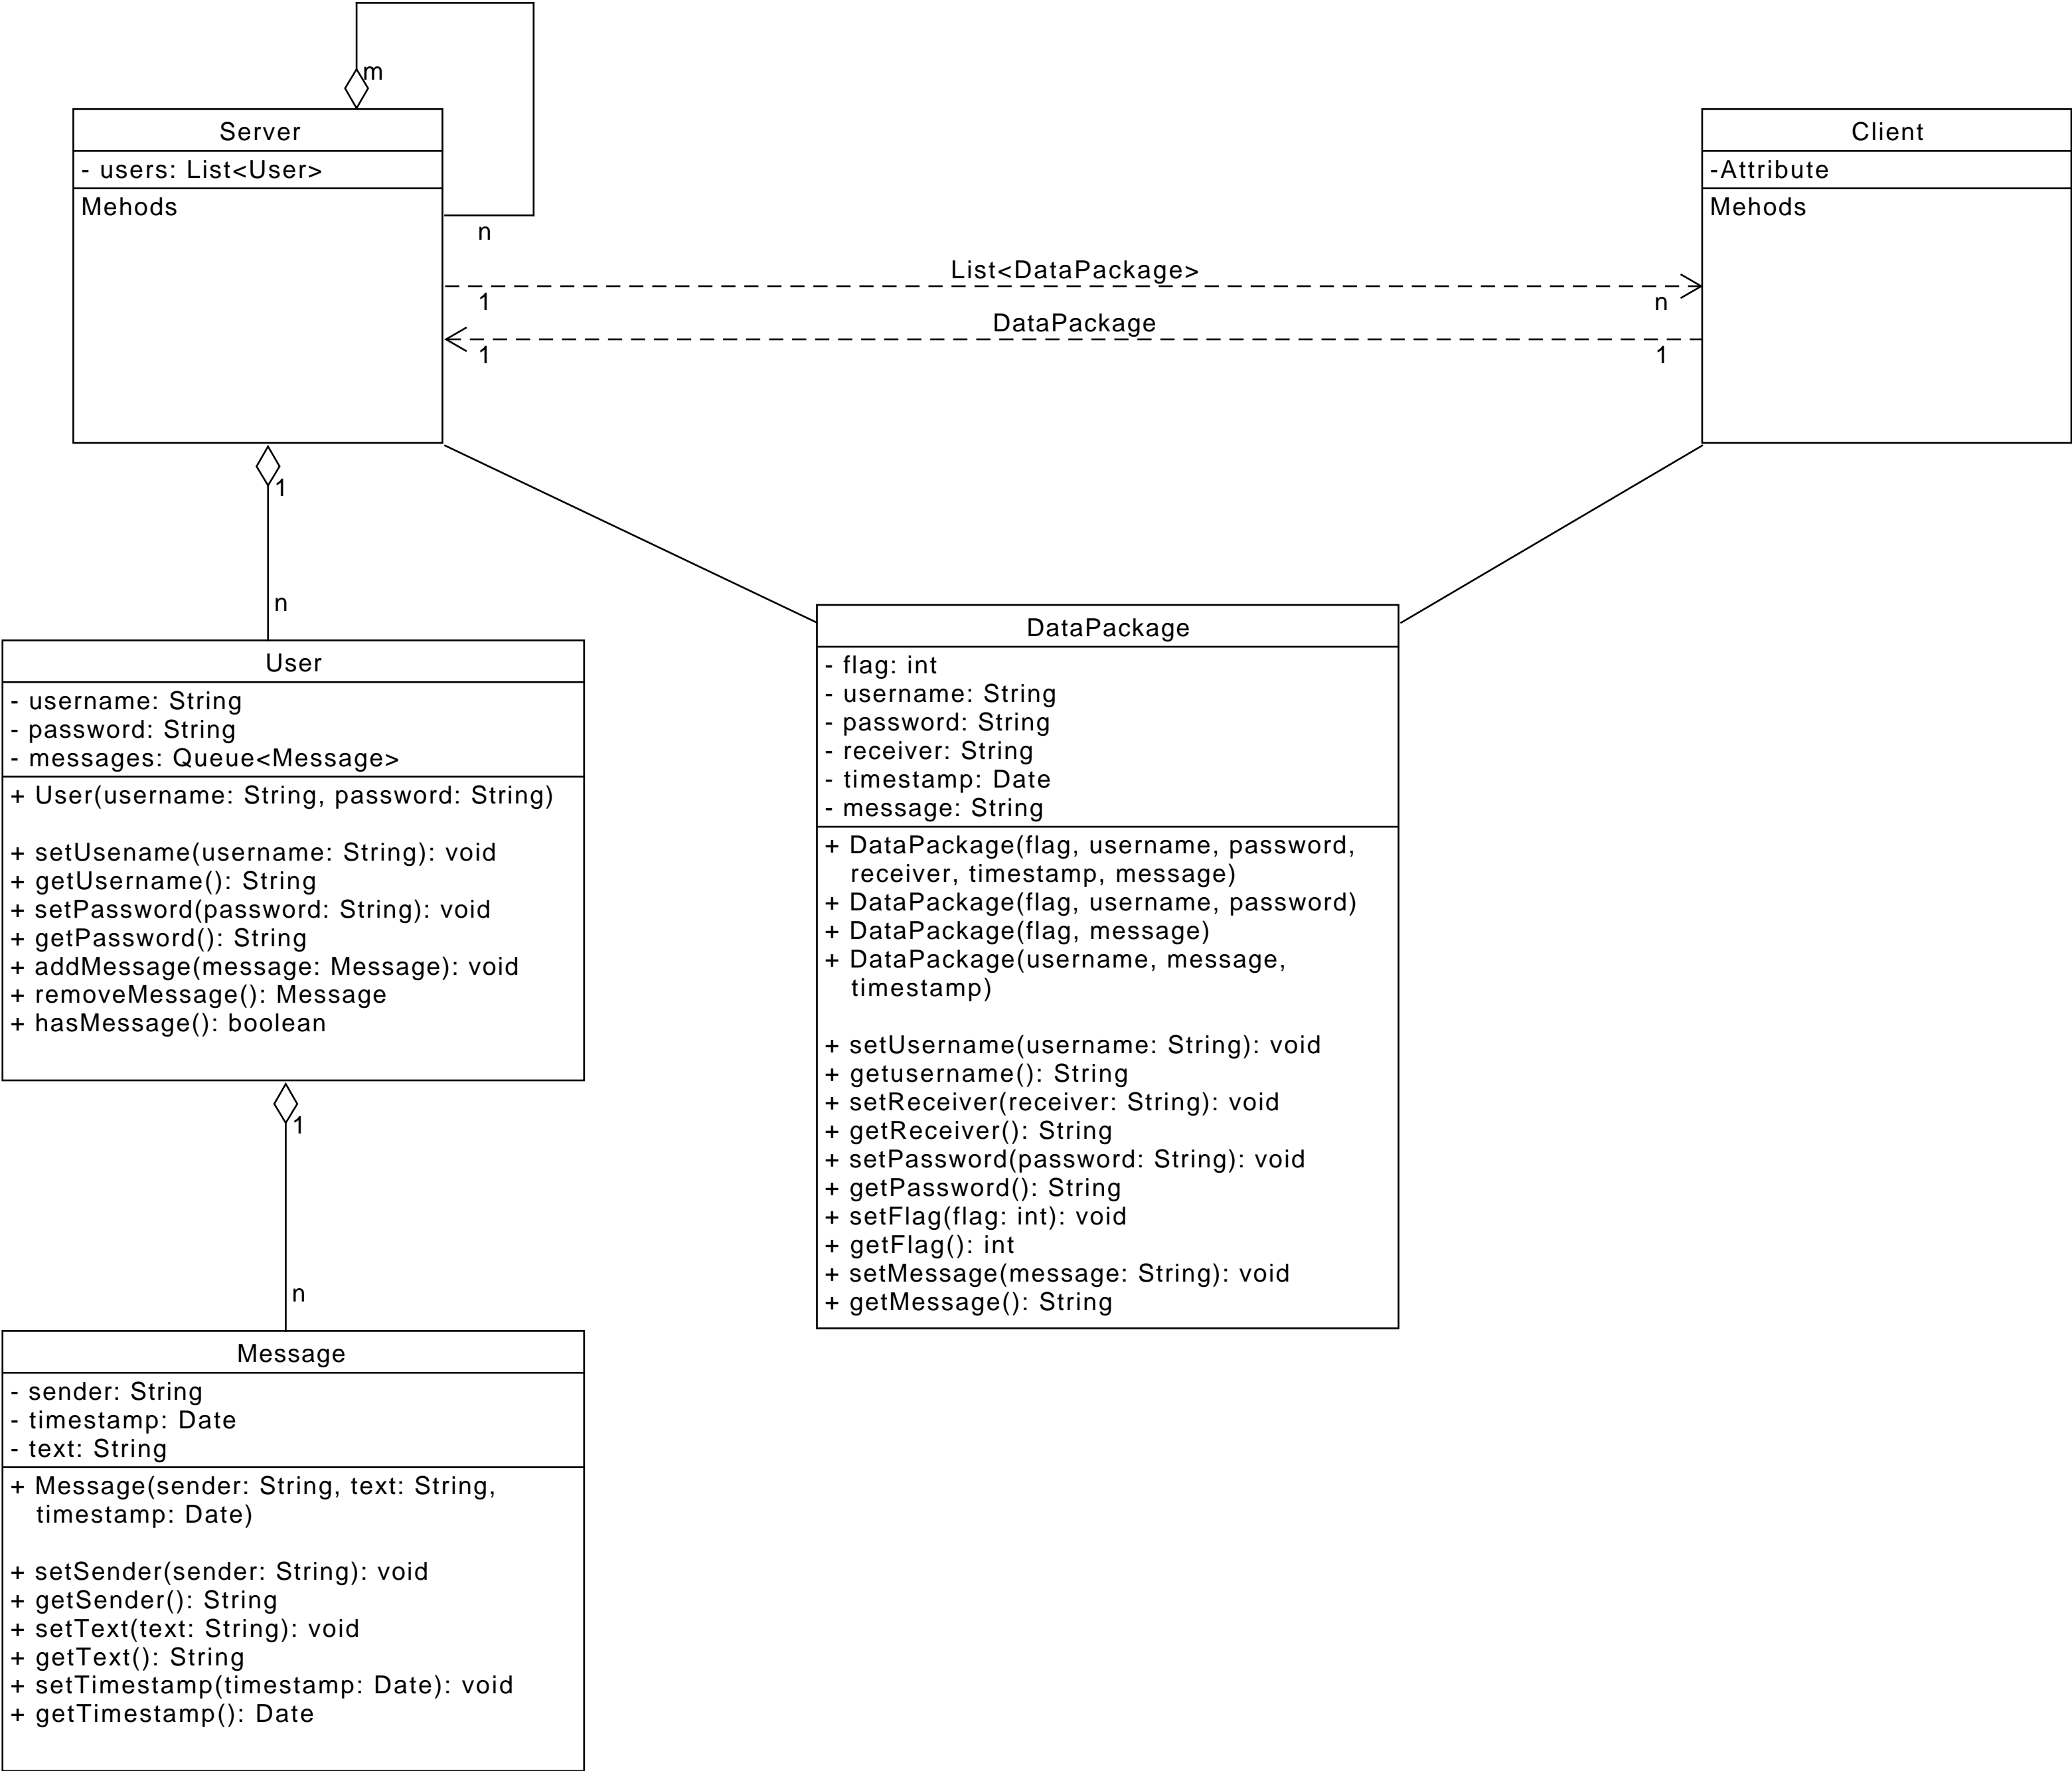 m
Server
- users: List<User>
Mehods
n
Client
-Attribute
Mehods
List<DataPackage>
1
n
DataPackage
1
1
1
n
User
- username: String
- password: String
- messages: Queue<Message>
+ User(username: String, password: String)
+ setUsename(username: String): void
+ getUsername(): String
+ setPassword(password: String): void
+ getPassword(): String
+ addMessage(message: Message): void
+ removeMessage(): Message
+ hasMessage(): boolean
1
n
DataPackage
- flag: int
- username: String
- password: String
- receiver: String
- timestamp: Date
- message: String
+ DataPackage(flag, username, password,
receiver, timestamp, message)
+ DataPackage(flag, username, password)
+ DataPackage(flag, message)
+ DataPackage(username, message,
timestamp)
+ setUsername(username: String): void
+ getusername(): String
+ setReceiver(receiver: String): void
+ getReceiver(): String
+ setPassword(password: String): void
+ getPassword(): String
+ setFlag(flag: int): void
+ getFlag(): int
+ setMessage(message: String): void
+ getMessage(): String
Message
- sender: String
- timestamp: Date
- text: String
+ Message(sender: String, text: String,
timestamp: Date)
+ setSender(sender: String): void
+ getSender(): String
+ setText(text: String): void
+ getText(): String
+ setTimestamp(timestamp: Date): void
+ getTimestamp(): Date